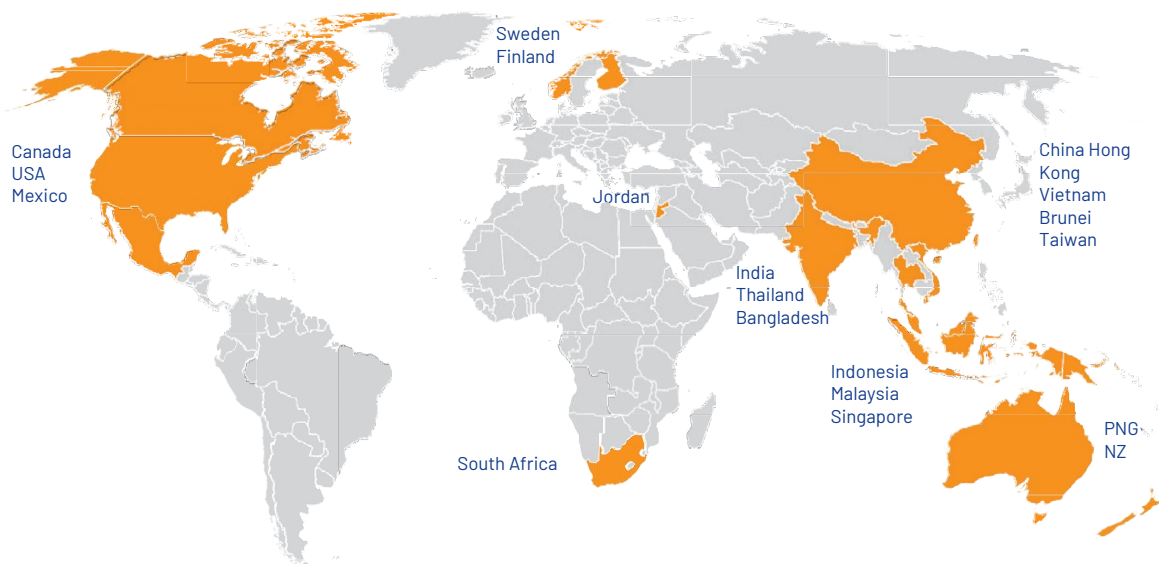 Sweden
Finland
Canada
USA
Mexico
China Hong
Kong
Vietnam
Brunei
Taiwan
Jordan
India
Thailand
Bangladesh
Indonesia
Malaysia
Singapore
PNG
NZ
South Africa